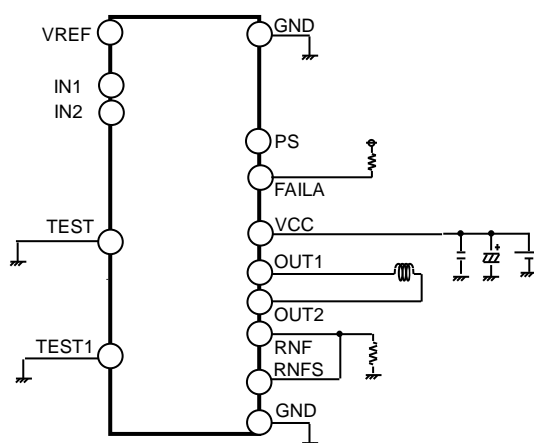 VREF
GND
IN1
IN2
PS
FAILA
TEST
VCC
OUT1
OUT2
RNF
TEST1
RNFS
GND
+